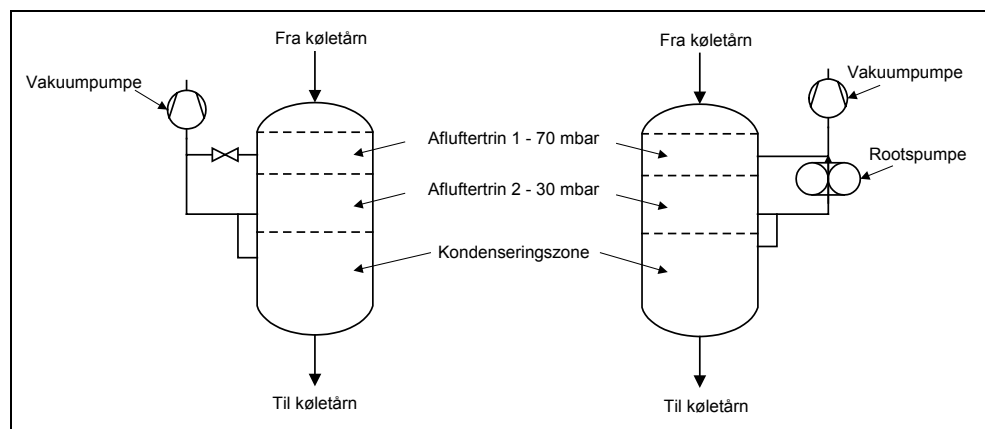 Fra køletårn
Vakuumpumpe
Fra køletårn
Vakuumpumpe
Afluftertrin 1 - 70 mbar
Rootspumpe
Afluftertrin 2 - 30 mbar
Kondenseringszone
Til køletårn
Til køletårn